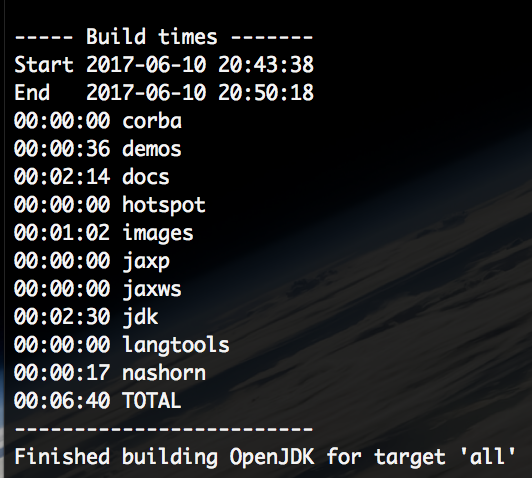 ----- Build times -------
Start 2017-06-10 20:43:38
End   2017-06-10 20:50:18
00:00:00 corba
00:00:36 demos
00:02:14 docs
00:00:00 hotspot
00:01:02 images
00:00:00 jaxp
00:00:00 jaxws
00:02:30 jdk
00:00:00 langtools
00:00:17 nashorn
00:06:40 TOTAL
-------------------------
Finished building OpenJDK for target 'all'